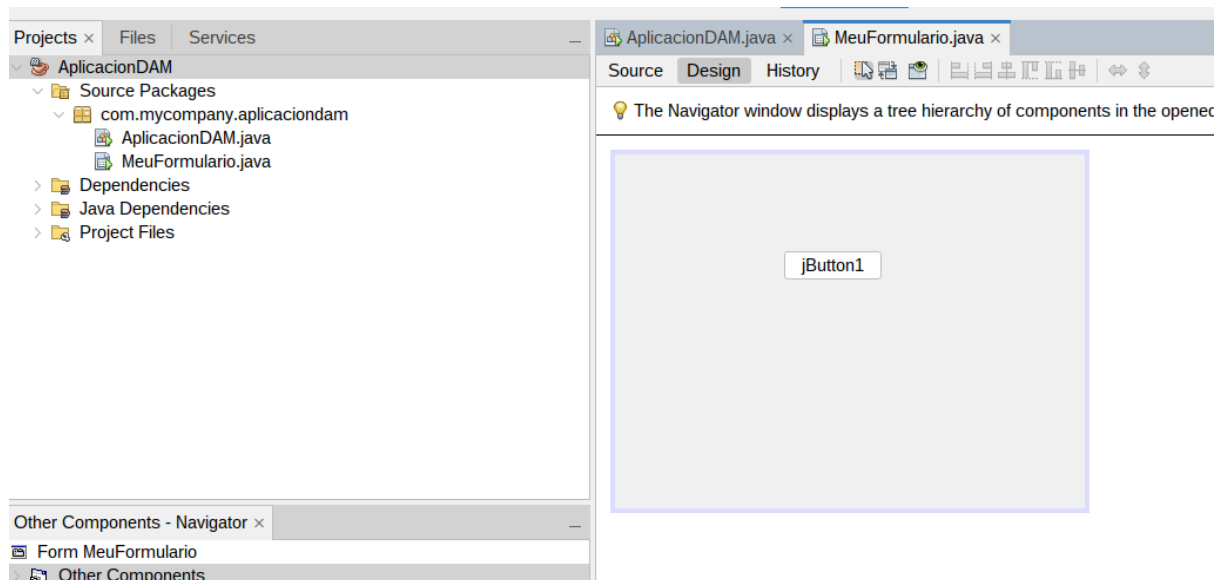 Projects × Files Services
AplicacionDAM
Source Packages
com.mycompany.aplicaciondam
AplicacionDAM.java
MeuFormulario.java
Dependencies
Java Dependencies
Project Files
Other Components - Navigator ×
Form MeuFormulario
Other Components
AplicacionDAM.java × MeuFormulario.java ×
Source Design History
The Navigator window displays a tree hierarchy of components in the opened
jButton1